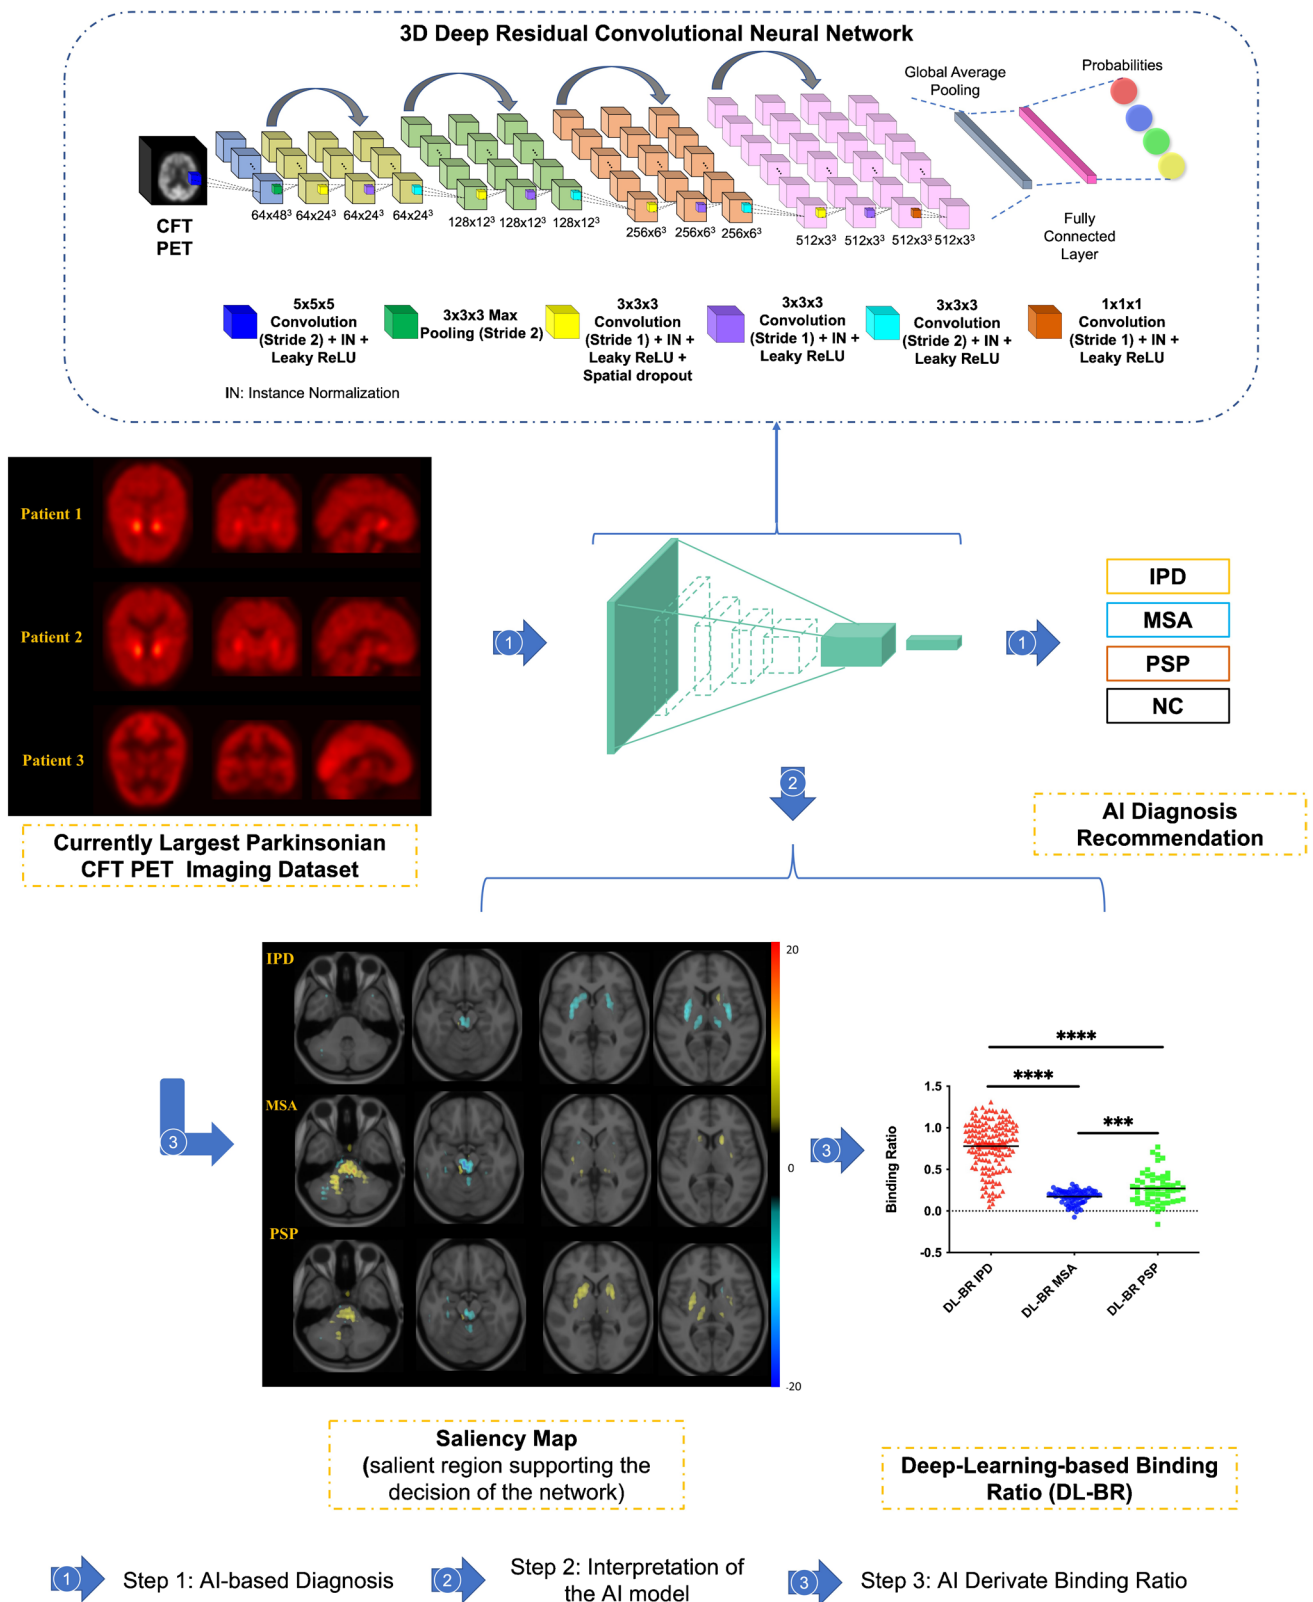 3D Deep Residual Convolutional Neural Network
Global Average
Pooling
Probabilities
CFT
PET
64x48³
64x24³
64x24³
64x24³
128x12³
128x12³
128x12³
256x6³
256x6³
256x6³
512x3³
512x3³
512x3³
512x3³
Fully
Connected
Layer
5x5x5
Convolution
(Stride 2) + IN +
Leaky ReLU
3x3x3 Max
Pooling (Stride 2)
3x3x3
Convolution
(Stride 1) + IN +
Leaky ReLU +
Spatial dropout
3x3x3
Convolution
(Stride 1) + IN +
Leaky ReLU
3x3x3
Convolution
(Stride 2) + IN +
Leaky ReLU
1x1x1
Convolution
(Stride 1) + IN +
Leaky ReLU
IN: Instance Normalization
Patient 1
Patient 2
Patient 3
1
1
IPD
MSA
PSP
NC
2
Currently Largest Parkinsonian
CFT PET Imaging Dataset
AI Diagnosis
Recommendation
IPD
MSA
PSP
20
0
-20
3
3
****
****
***
Binding Ratio
1.5
1.0
0.5
0.0
-0.5
DL-BR IPD
DL-BR MSA
DL-BR PSP
Saliency Map
(salient region supporting the
decision of the network)
Deep-Learning-based Binding
Ratio (DL-BR)
1 Step 1: AI-based Diagnosis
2 Step 2: Interpretation of
the AI model
3 Step 3: AI Derivate Binding Ratio